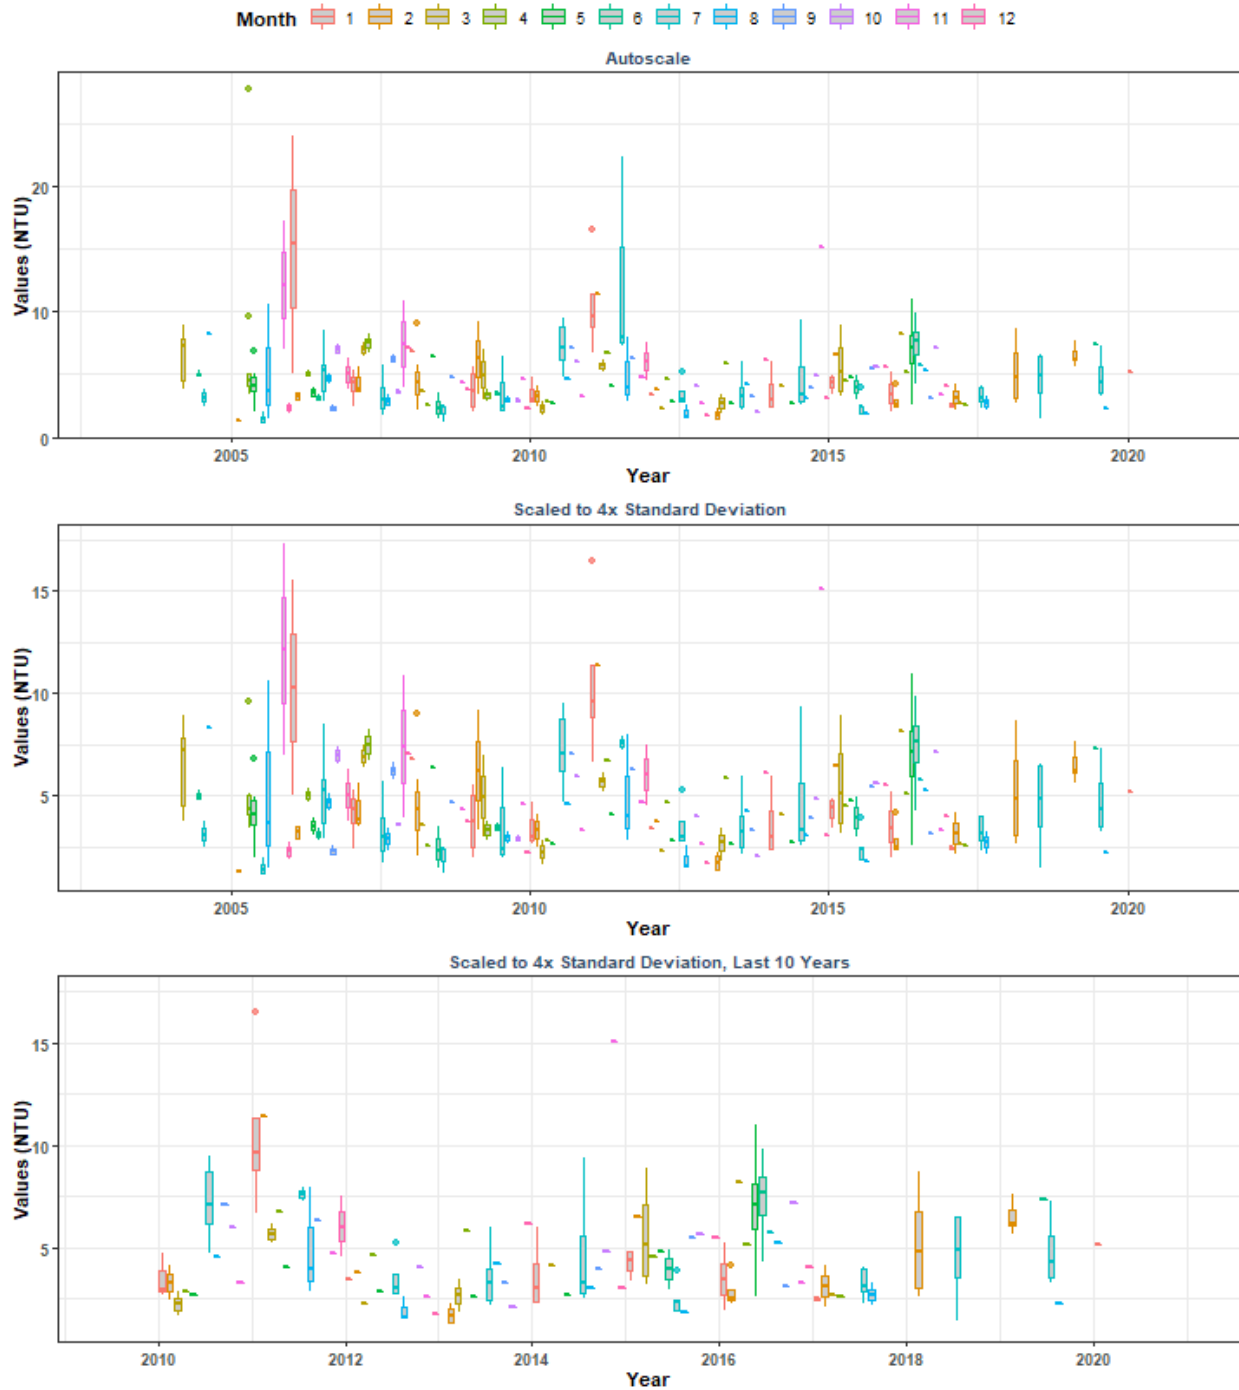 Month 1 2 3 4 5 6 7 8 9 10 11 12
Autoscale
Values (NTU)
20
10
0
2005 2010 2015 2020
Year
Scaled to 4x Standard Deviation
Values (NTU)
15
10
5
2005 2010 2015 2020
Year
Scaled to 4x Standard Deviation, Last 10 Years
Values (NTU)
15
10
5
2010 2012 2014 2016 2018 2020
Year